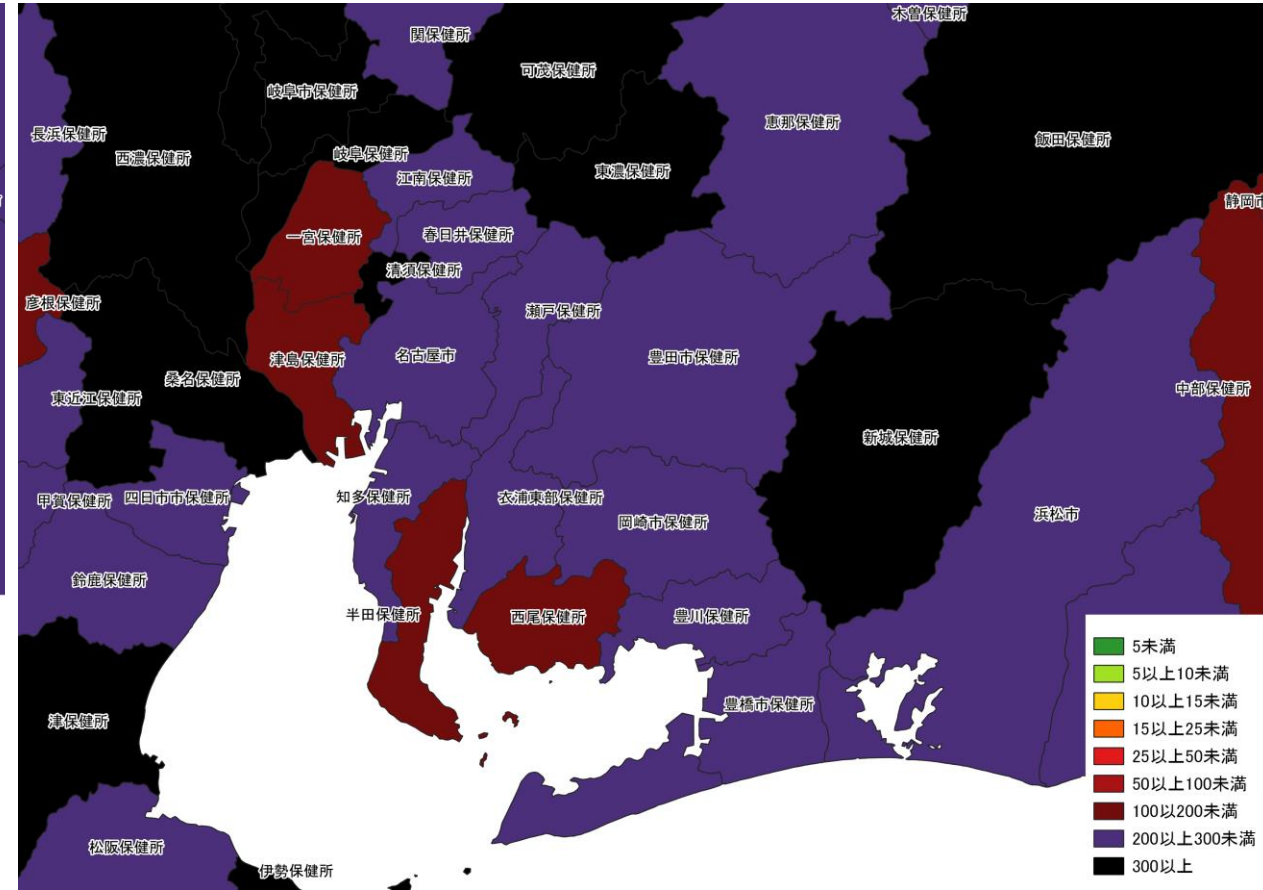 木曽保健所
関保健所
可茂保健所
岐阜市保健所
恵那保健所
長浜保健所
飯田保健所
西濃保健所
岐阜保健所
東濃保健所
江南保健所
静岡市
春日井保健所
一宮保健所
清須保健所
彦根保健所
瀬戸保健所
津島保健所
名古屋市
豊田市保健所
桑名保健所
中部保健所
東近江保健所
新城保健所
甲賀保健所
四日市市保健所
知多保健所
衣浦東部保健所
浜松市
岡崎市保健所
鈴鹿保健所
半田保健所
西尾保健所
豊川保健所
豊橋市保健所
津保健所
松阪保健所
伊勢保健所
5未満
5以上10未満
10以上15未満
15以上25未満
25以上50未満
50以上100未満
100以200未満
200以上300未満
300以上